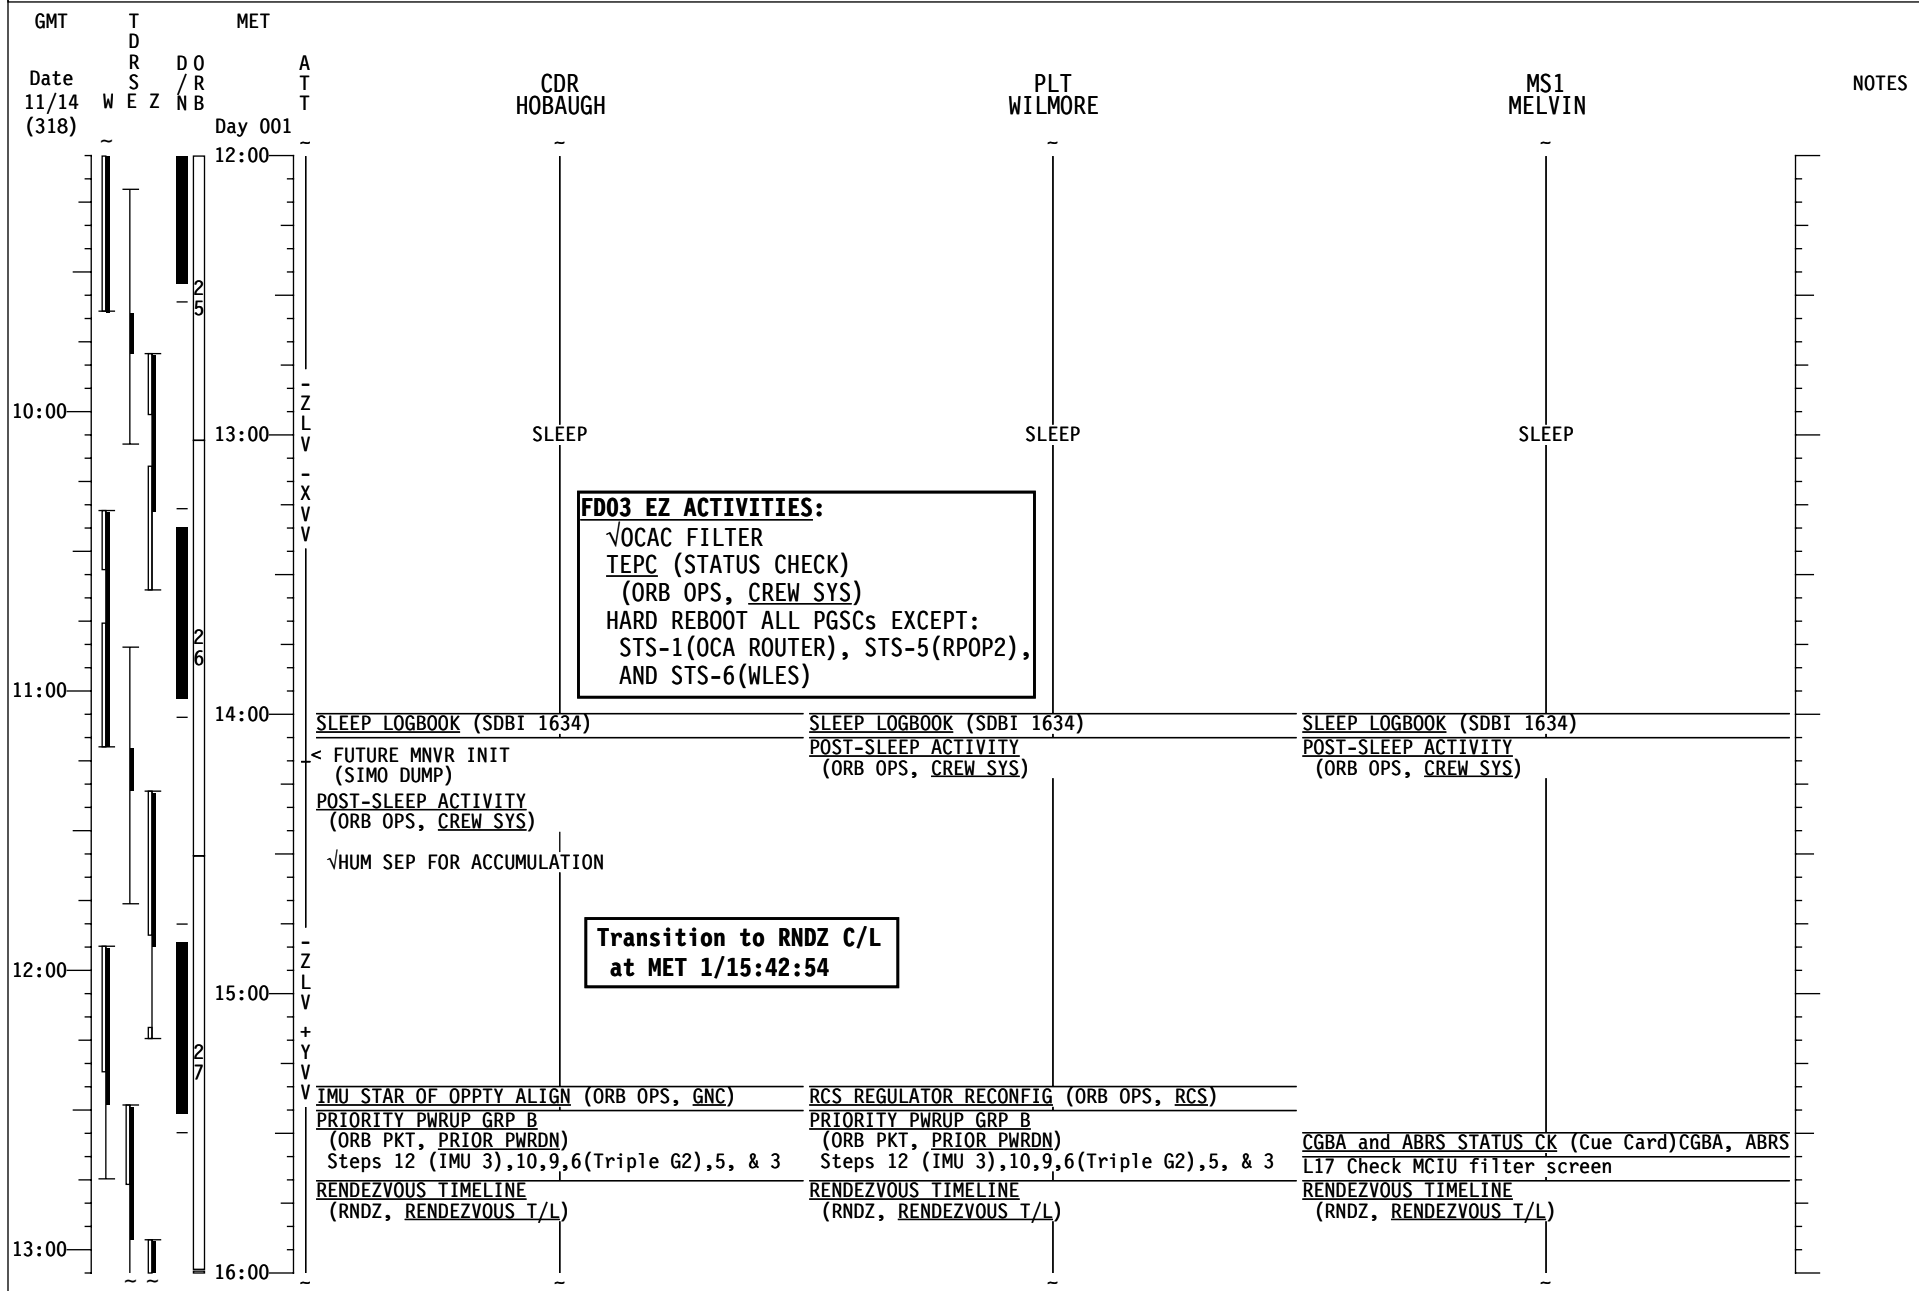 GMT
TDRS
MET
Date
11/14
(318)
W E Z
D/N
ORB
Day 001
ATT
CDR
HOBAUGH
PLT
WILMORE
MS1
MELVIN
NOTES
~
~
~
~
~
12:00
25
10:00
13:00
-ZLV
-XVV
SLEEP
SLEEP
SLEEP
FD03 EZ ACTIVITIES:
√OCAC FILTER
TEPC (STATUS CHECK)
(ORB OPS, CREW SYS)
HARD REBOOT ALL PGSCs EXCEPT:
STS-1(OCA ROUTER), STS-5(RPOP2),
AND STS-6(WLES)
26
11:00
14:00
SLEEP LOGBOOK (SDBI 1634)
< FUTURE MNVR INIT
(SIMO DUMP)
POST-SLEEP ACTIVITY
(ORB OPS, CREW SYS)
√HUM SEP FOR ACCUMULATION
SLEEP LOGBOOK (SDBI 1634)
POST-SLEEP ACTIVITY
(ORB OPS, CREW SYS)
SLEEP LOGBOOK (SDBI 1634)
POST-SLEEP ACTIVITY
(ORB OPS, CREW SYS)
Transition to RNDZ C/L
at MET 1/15:42:54
12:00
15:00
-ZLV
+YVV
27
IMU STAR OF OPPTY ALIGN (ORB OPS, GNC)
PRIORITY PWRUP GRP B
(ORB PKT, PRIOR PWRDN)
Steps 12 (IMU 3),10,9,6(Triple G2),5, & 3
RENDEZVOUS TIMELINE
(RNDZ, RENDEZVOUS T/L)
RCS REGULATOR RECONFIG (ORB OPS, RCS)
PRIORITY PWRUP GRP B
(ORB PKT, PRIOR PWRDN)
Steps 12 (IMU 3),10,9,6(Triple G2),5, & 3
RENDEZVOUS TIMELINE
(RNDZ, RENDEZVOUS T/L)
CGBA and ABRS STATUS CK (Cue Card)CGBA, ABRS
L17 Check MCIU filter screen
RENDEZVOUS TIMELINE
(RNDZ, RENDEZVOUS T/L)
13:00
16:00
~ ~
~
~
~
~